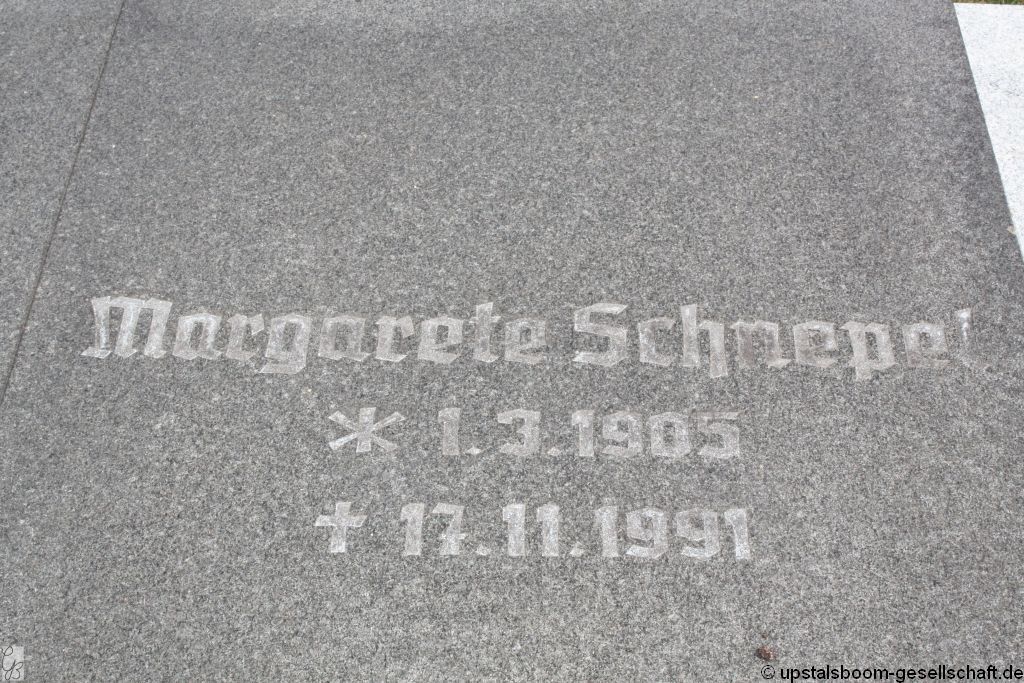 Margarete Schnepel
* 1.3.1905
† 17.11.1991
© upstalsboom-gesellschaft.de